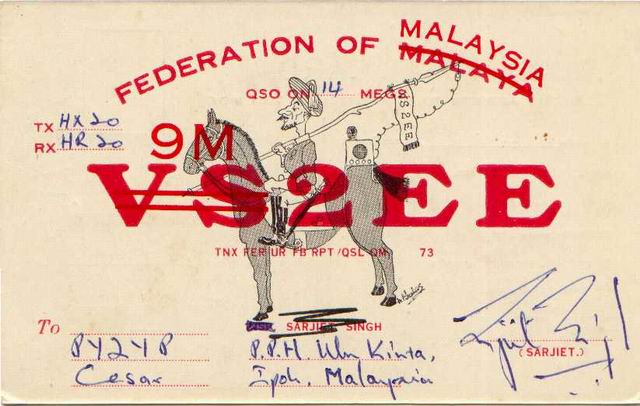 FEDERATION OF MALAYSIA
MALAYA
QSO ON 14 MEGS
TX HX20
RX HR20
VS2EE
9M
VS2EE
TNX FER UR FB RPT/QSL OM 73
SARJIET SINGH
To PY2YP
Cesar
P.P.H. Ulu Kinta,
Ipoh, Malaysia
(SARJIET.)